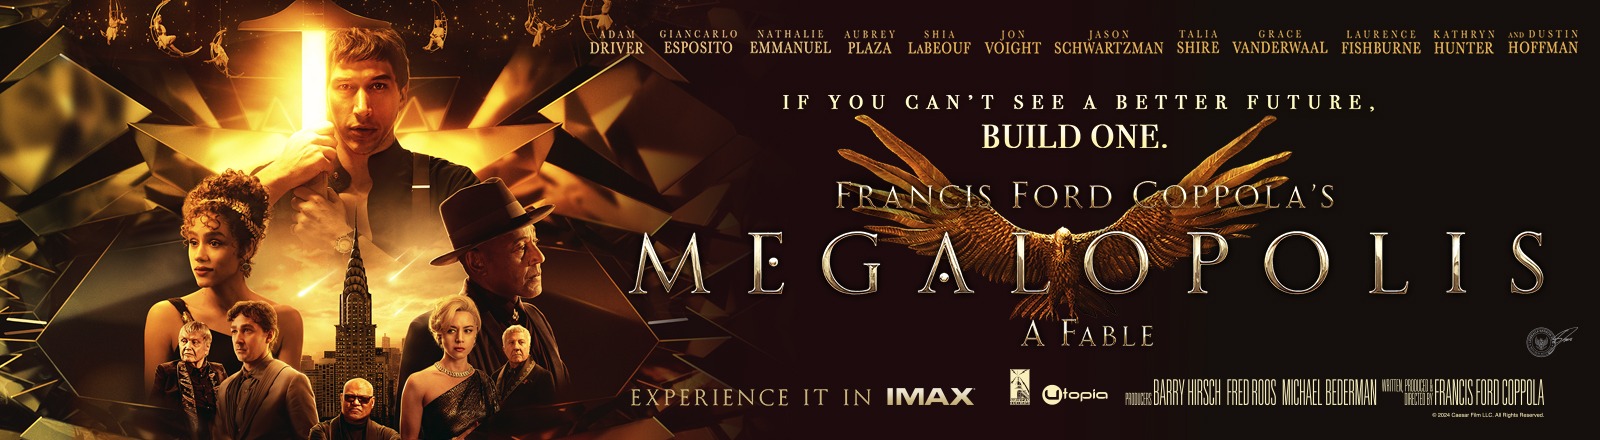 ADAM DRIVER GIANCARLO ESPOSITO NATHALIE EMMANUEL AUBREY PLAZA SHIA LaBEOUF JON VOIGHT JASON SCHWARTZMAN TALIA SHIRE GRACE VANDERWAAL LAURENCE FISHBURNE KATHRYN HUNTER AND DUSTIN HOFFMAN
IF YOU CAN'T SEE A BETTER FUTURE,
BUILD ONE.
FRANCIS FORD COPPOLA'S
MEGALOPOLIS
A FABLE
EXPERIENCE IT IN IMAX
utopia
PRODUCERS BARRY HIRSCH FRED ROOS MICHAEL BEDERMAN WRITTEN, PRODUCED & DIRECTED BY FRANCIS FORD COPPOLA
© 2024 Caesar Film LLC. All Rights Reserved.